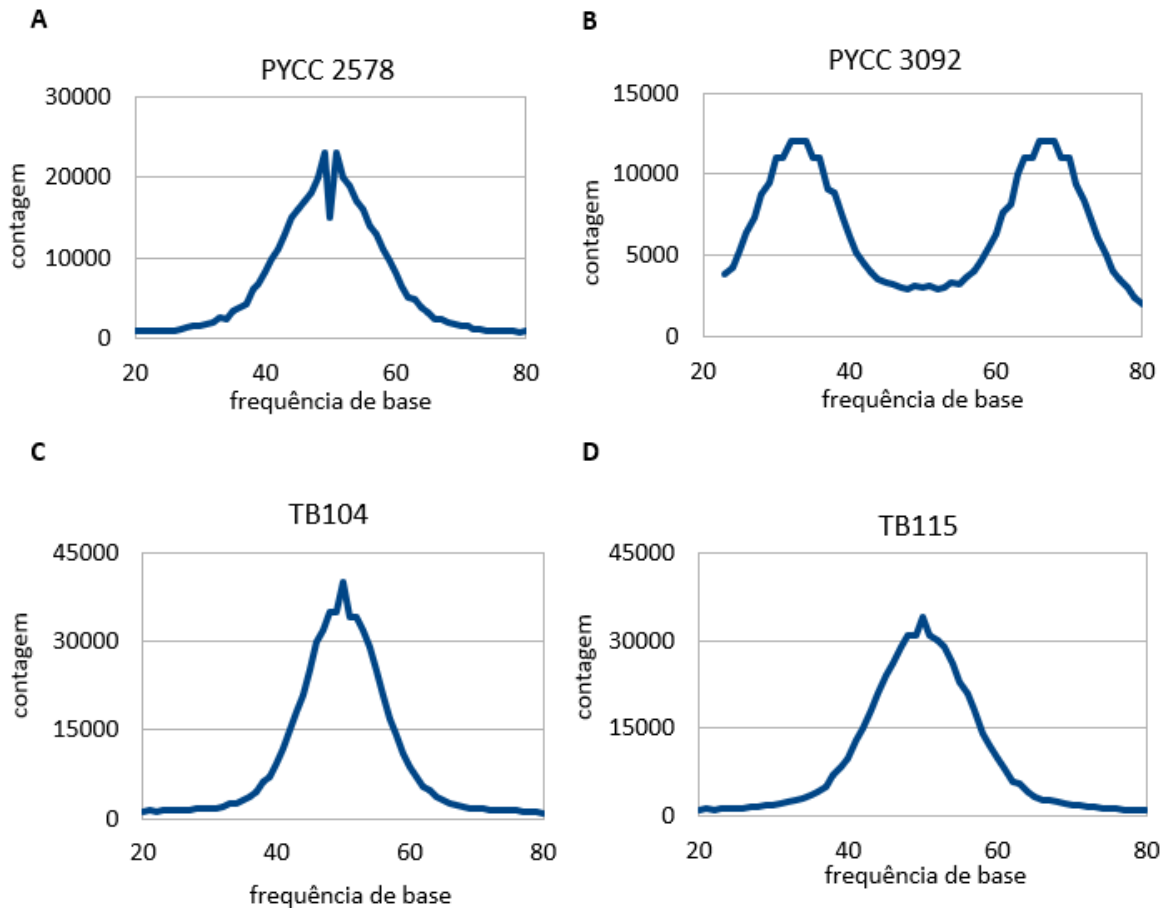 A
PYCC 2578
30000
20000
10000
0
contagem
20 40 60 80
frequência de base
B
PYCC 3092
15000
10000
5000
0
contagem
20 40 60 80
frequência de base
C
TB104
45000
30000
15000
0
contagem
20 40 60 80
frequência de base
D
TB115
45000
30000
15000
0
contagem
20 40 60 80
frequência de base